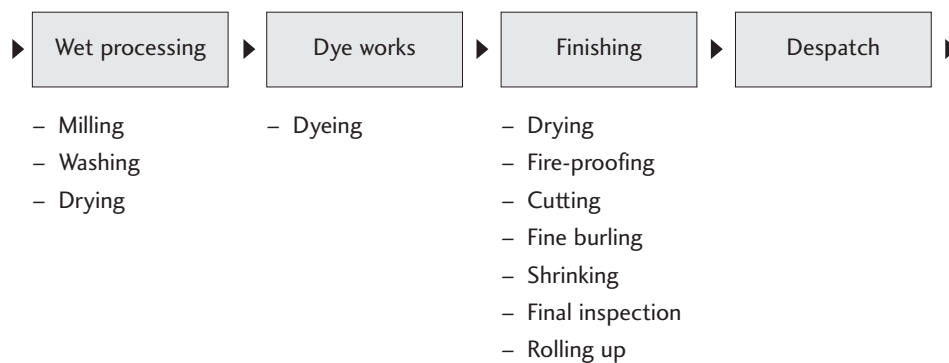 Wet processing
Dye works
Finishing
Despatch
– Milling
– Washing
– Drying
– Dyeing
– Drying
– Fire-proofing
– Cutting
– Fine burling
– Shrinking
– Final inspection
– Rolling up